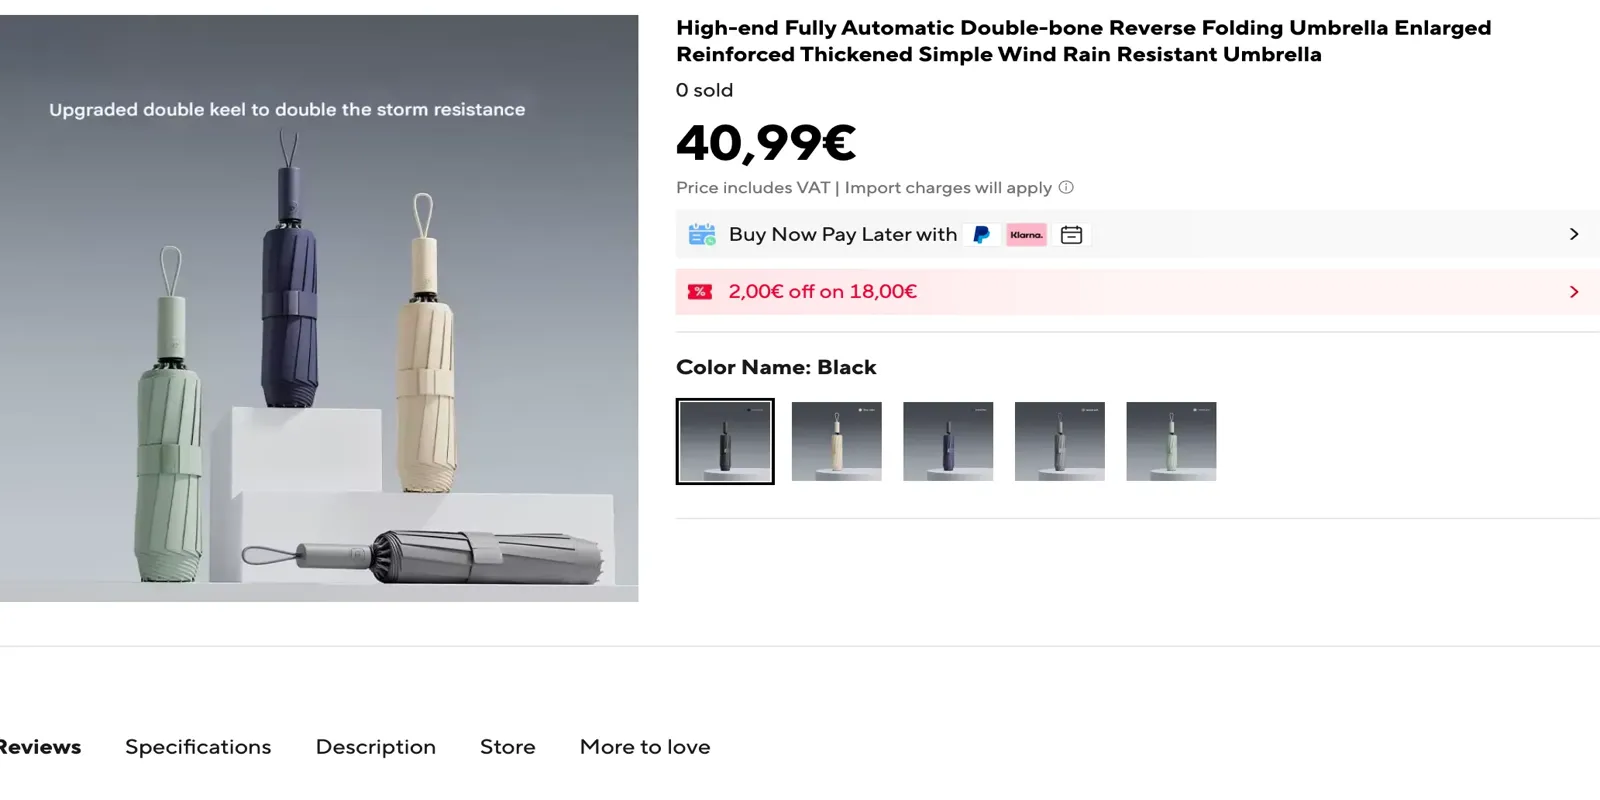 Upgraded double keel to double the storm resistance
High-end Fully Automatic Double-bone Reverse Folding Umbrella Enlarged
Reinforced Thickened Simple Wind Rain Resistant Umbrella
0 sold
40,99€
Price includes VAT | Import charges will apply
Buy Now Pay Later with PayPal Klarna.
2,00€ off on 18,00€
Color Name: Black
Reviews Specifications Description Store More to love